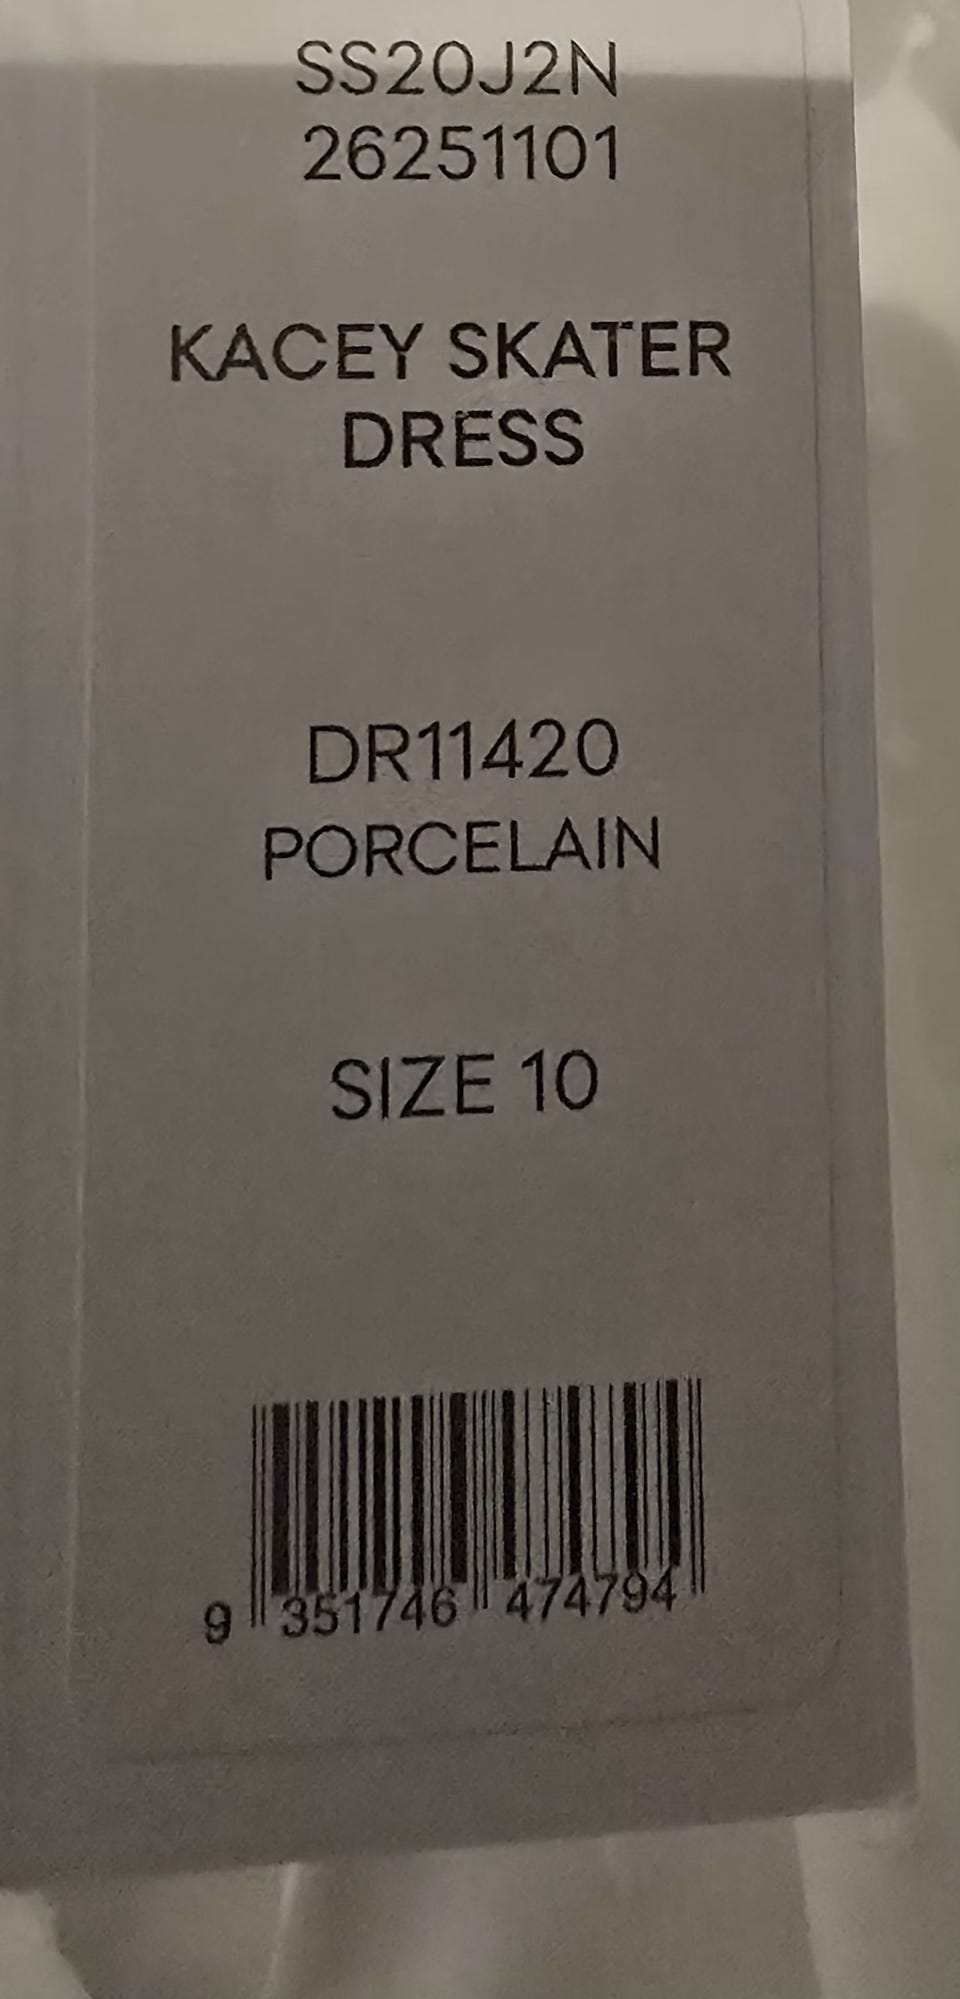 SS20J2N
26251101
KACEY SKATER
DRESS
DR11420
PORCELAIN
SIZE 10
9 351746 474794